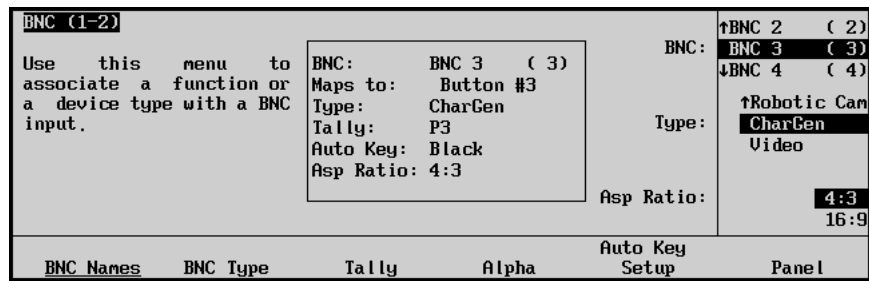 BNC (1-2)
Use this menu to
associate a function or
a device type with a BNC
input.
BNC: BNC 3 ( 3)
Maps to: Button #3
Type: CharGen
Tally: P3
Auto Key: Black
Asp Ratio: 4:3
BNC:
↑BNC 2 ( 2)
BNC 3 ( 3)
↓BNC 4 ( 4)
Type:
↑Robotic Cam
CharGen
Video
Asp Ratio:
4:3
16:9
BNC Names BNC Type Tally Alpha Auto Key Setup Panel